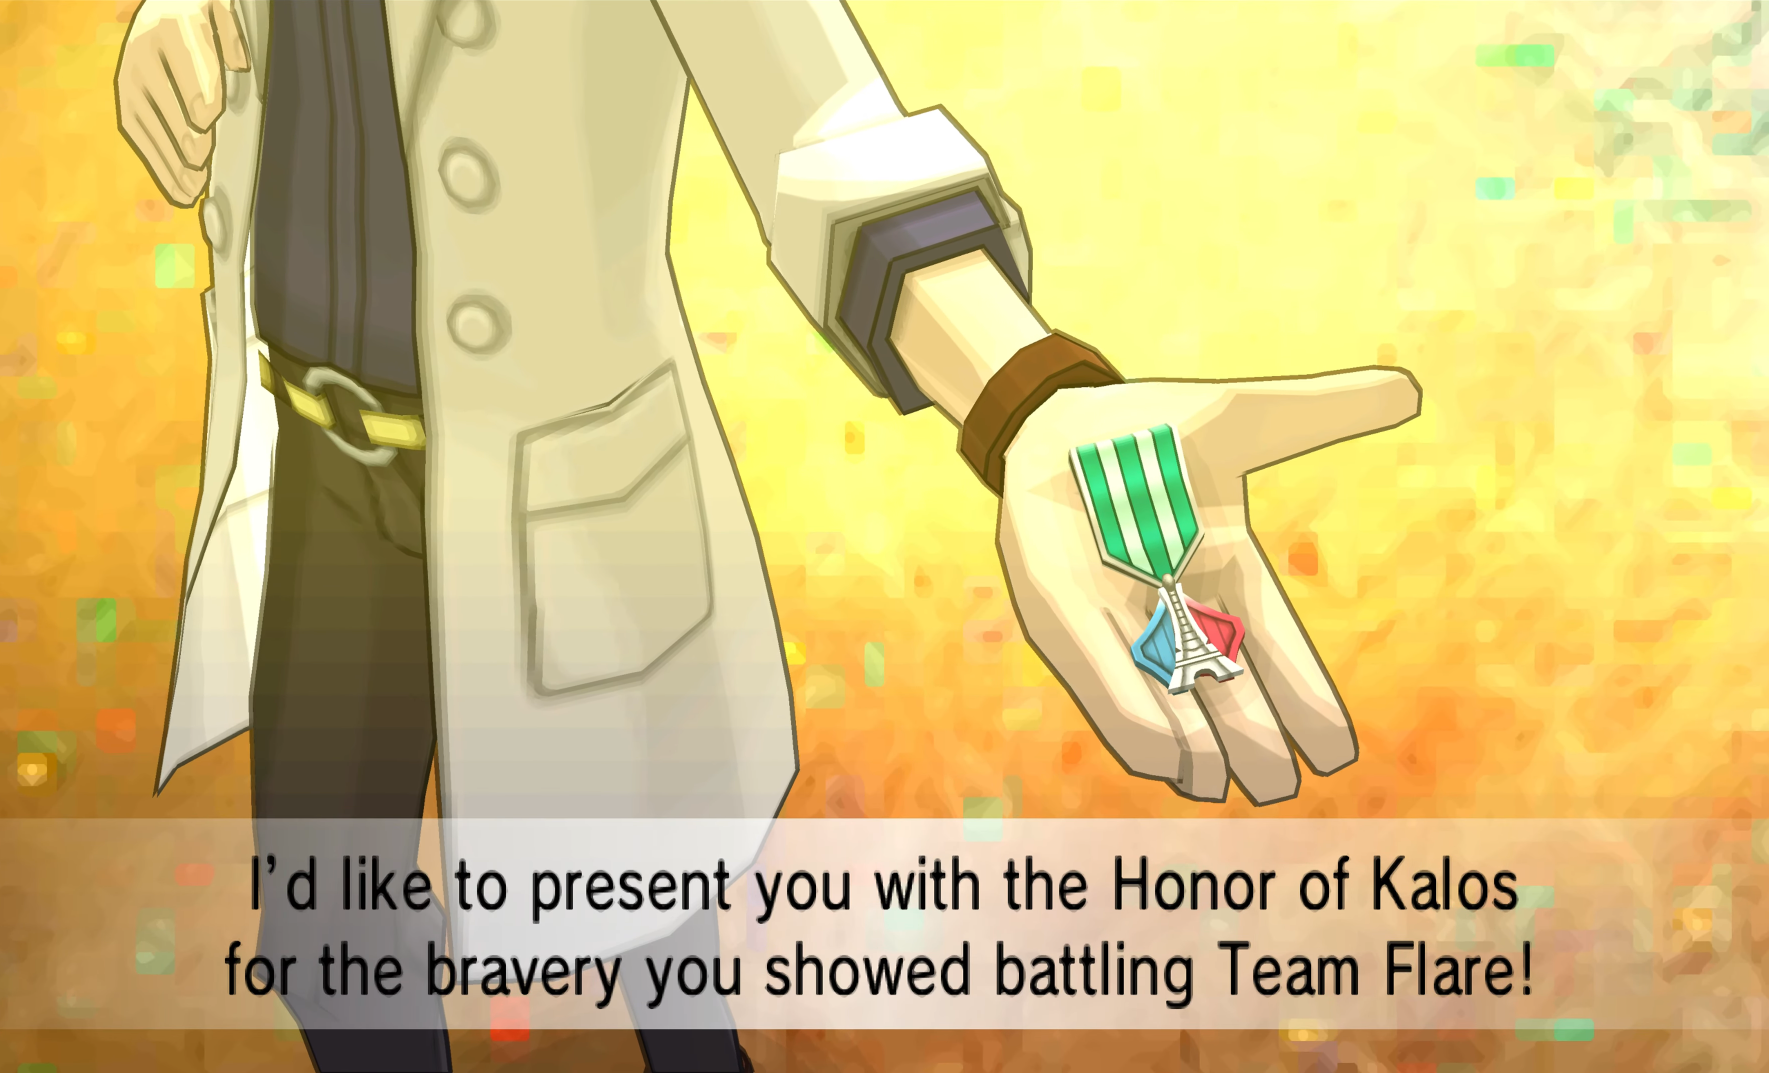 I’d like to present you with the Honor of Kalos
for the bravery you showed battling Team Flare!